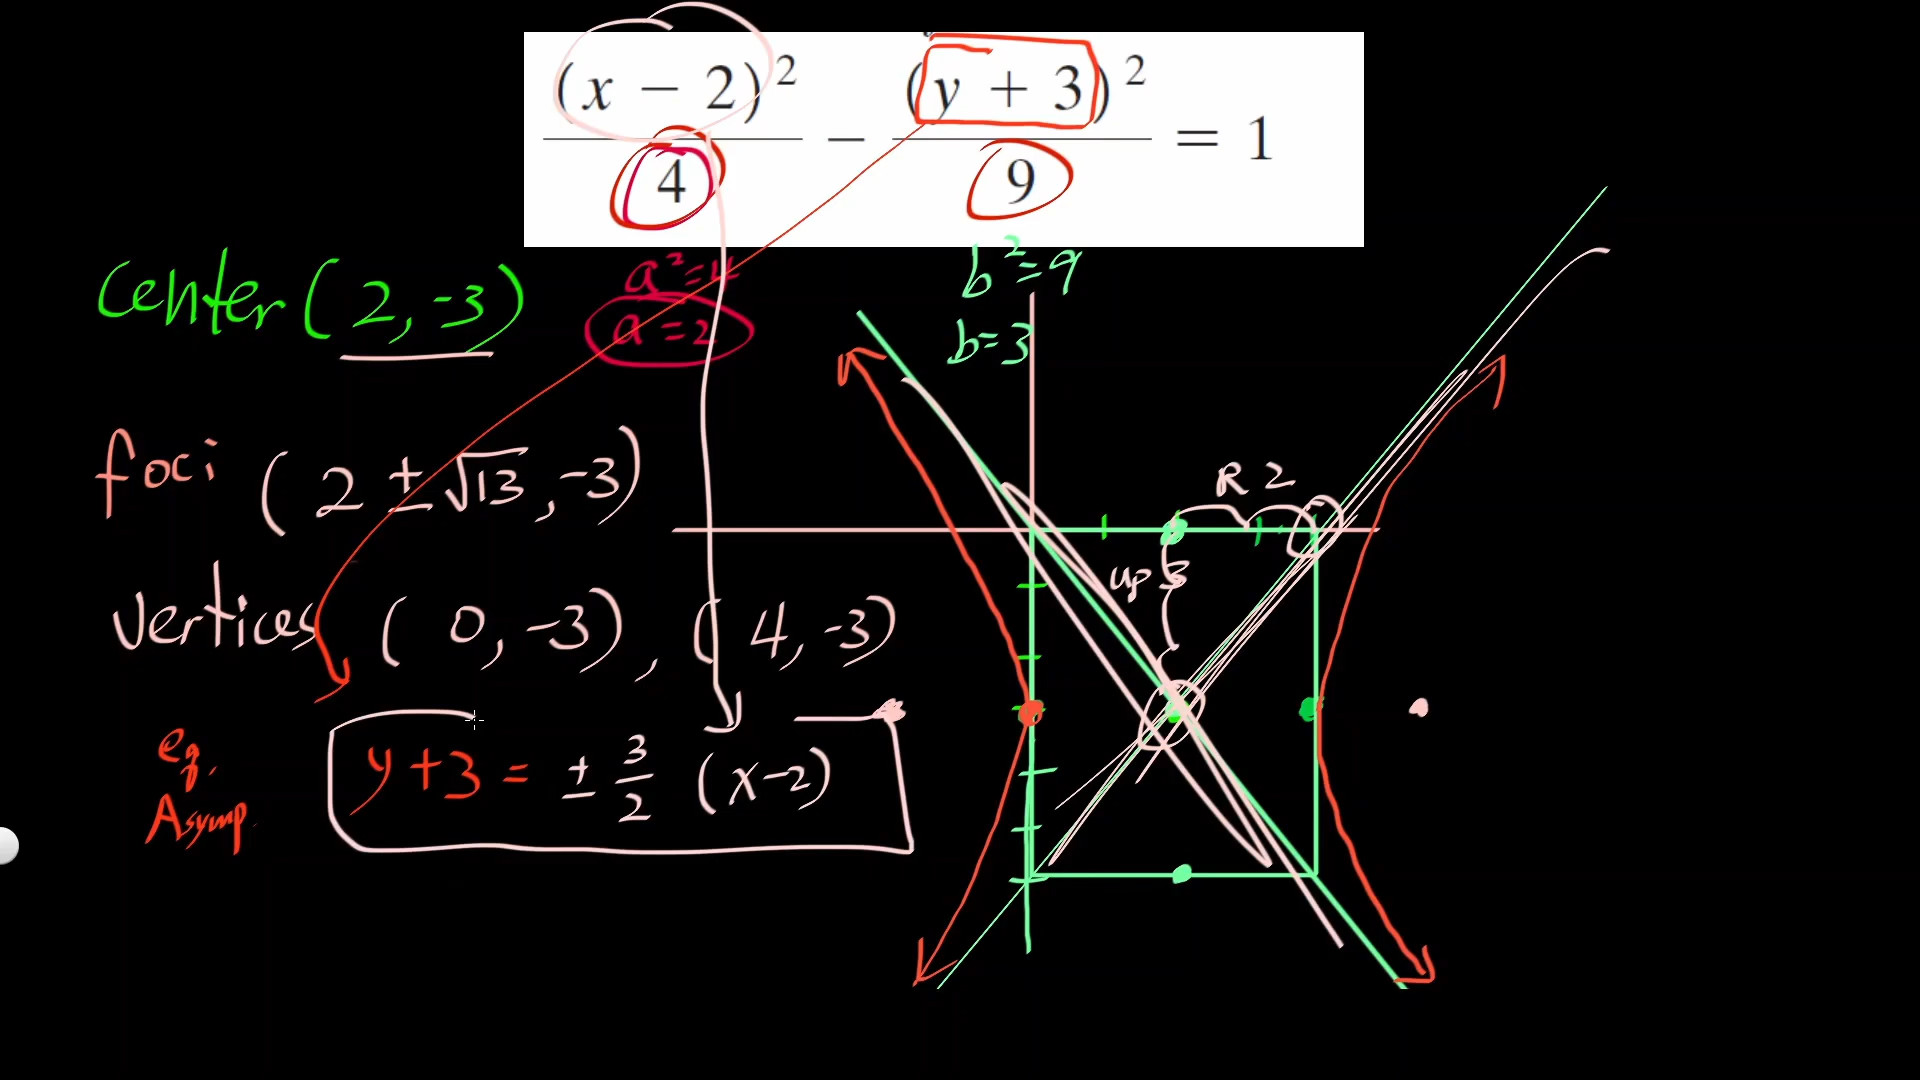 (x − 2)²/4 − (y + 3)²/9 = 1
center (2, -3)
a² = 4
a = 2
b² = 9
b = 3
foci (2 ± √13, -3)
R 2
up 3
vertices (0, -3), (4, -3)
eq. Asymp.
y + 3 = ± 3/2 (x-2)